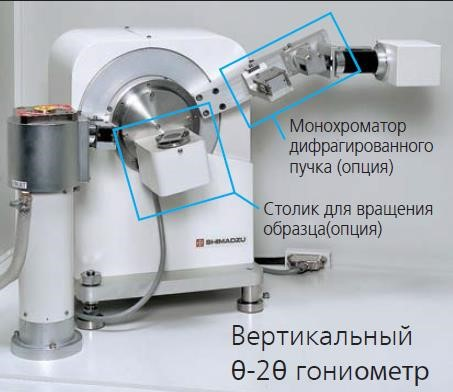 Монохроматор
дифрагированного
пучка (опция)
Столик для вращения
образца(опция)
SHIMADZU
Вертикальный
θ-2θ гониометр